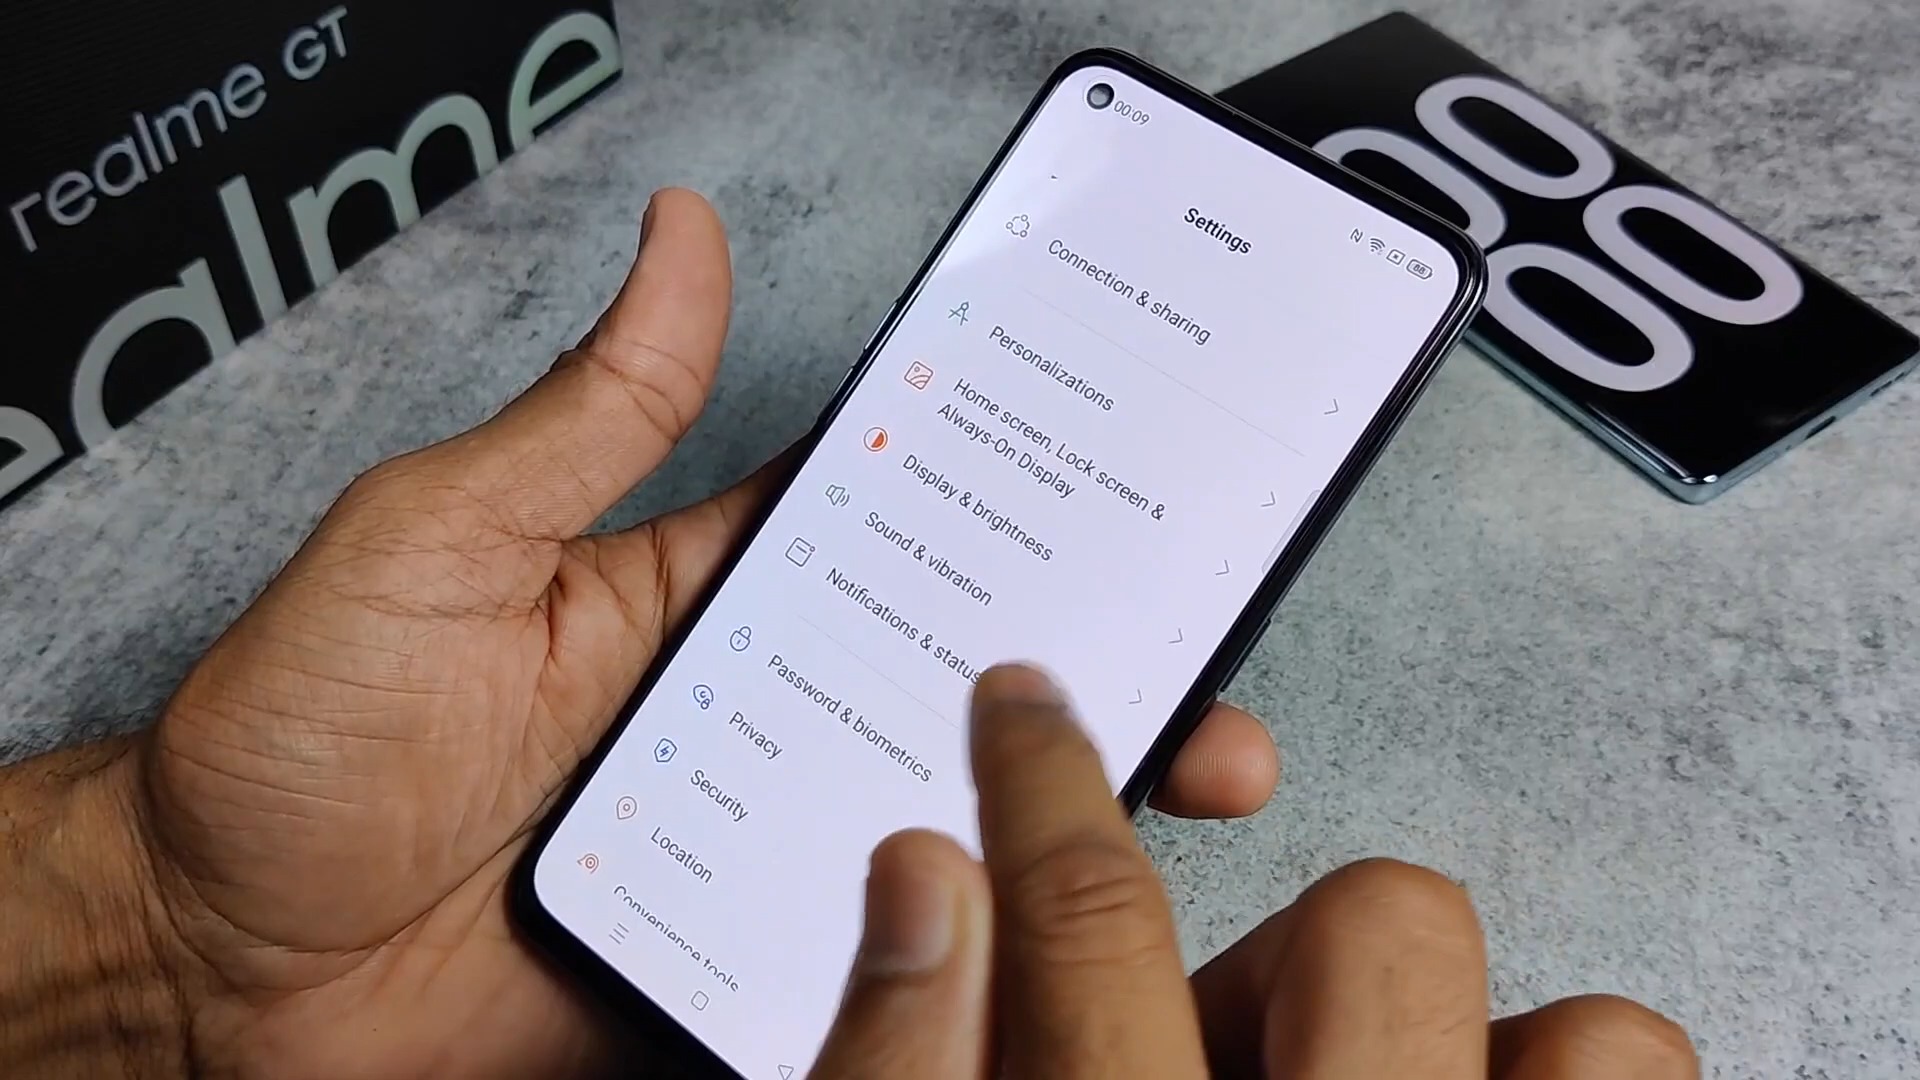 realme GT
realme
00:09
88
Settings
Connection & sharing
Personalizations
Home screen, Lock screen &
Always-On Display
Display & brightness
Sound & vibration
Notifications & status
Password & biometrics
Privacy
Security
Location
Convenience tools